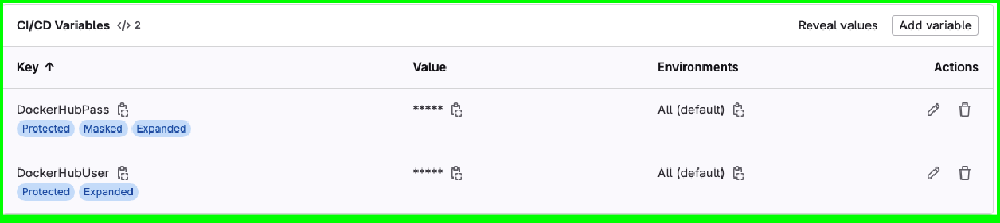 CI/CD Variables </> 2 Reveal values Add variable
Key ↑ Value Environments Actions
DockerHubPass ***** All (default)
Protected Masked Expanded
DockerHubUser ***** All (default)
Protected Expanded